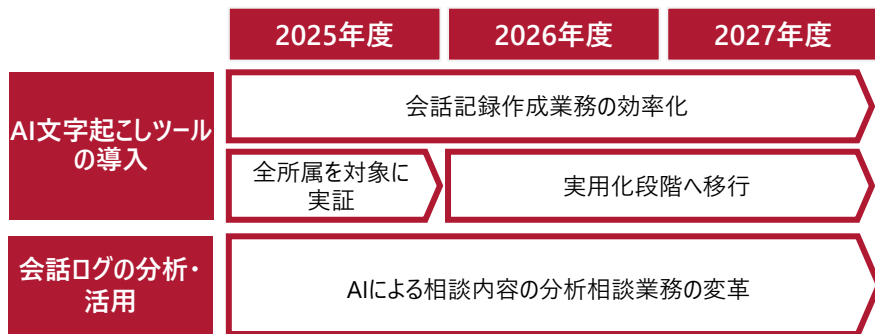 2025年度
2026年度
2027年度
AI文字起こしツール
の導入
会話記録作成業務の効率化
全所属を対象に
実証
実用化段階へ移行
会話ログの分析・
活用
AIによる相談内容の分析相談業務の変革